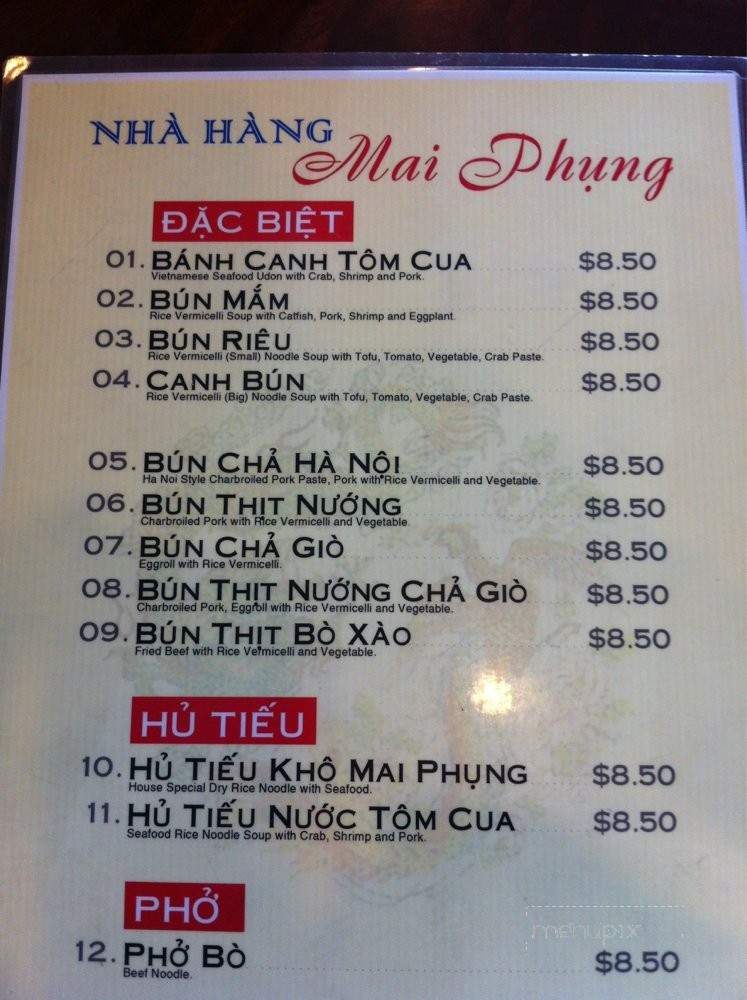 NHÀ HÀNG
Mai Phụng
ĐẶC BIỆT
01. BÁNH CANH TÔM CUA $8.50
Vietnamese Seafood Udon with Crab, Shrimp and Pork.
02. BÚN MẮM $8.50
Rice Vermicelli Soup with Catfish, Pork, Shrimp and Eggplant.
03. BÚN RIÊU $8.50
Rice Vermicelli (Small) Noodle Soup with Tofu, Tomato, Vegetable, Crab Paste.
04. CANH BÚN $8.50
Rice Vermicelli (Big) Noodle Soup with Tofu, Tomato, Vegetable, Crab Paste.
05. BÚN CHẢ HÀ NỘI $8.50
Ha Noi Style Charbroiled Pork Paste, Pork with Rice Vermicelli and Vegetable.
06. BÚN THỊT NƯỚNG $8.50
Charbroiled Pork with Rice Vermicelli and Vegetable
07. BÚN CHẢ GIÒ $8.50
Eggroll with Rice Vermicelli.
08. BÚN THỊT NƯỚNG CHẢ GIÒ $8.50
Charbroiled Pork, Eggroll with Rice Vermicelli and Vegetable.
09. BÚN THỊT BÒ XÀO $8.50
Fried Beef with Rice Vermicelli and Vegetable.
HỦ TIẾU
10. HỦ TIẾU KHÔ MAI PHỤNG $8.50
House Special Dry Rice Noodle with Seafood.
11. HỦ TIẾU NƯỚC TÔM CUA $8.50
Seafood Rice Noodle Soup with Crab, Shrimp and Pork.
PHỞ
menupix
12. PHỞ BÒ $8.50
Beef Noodle.